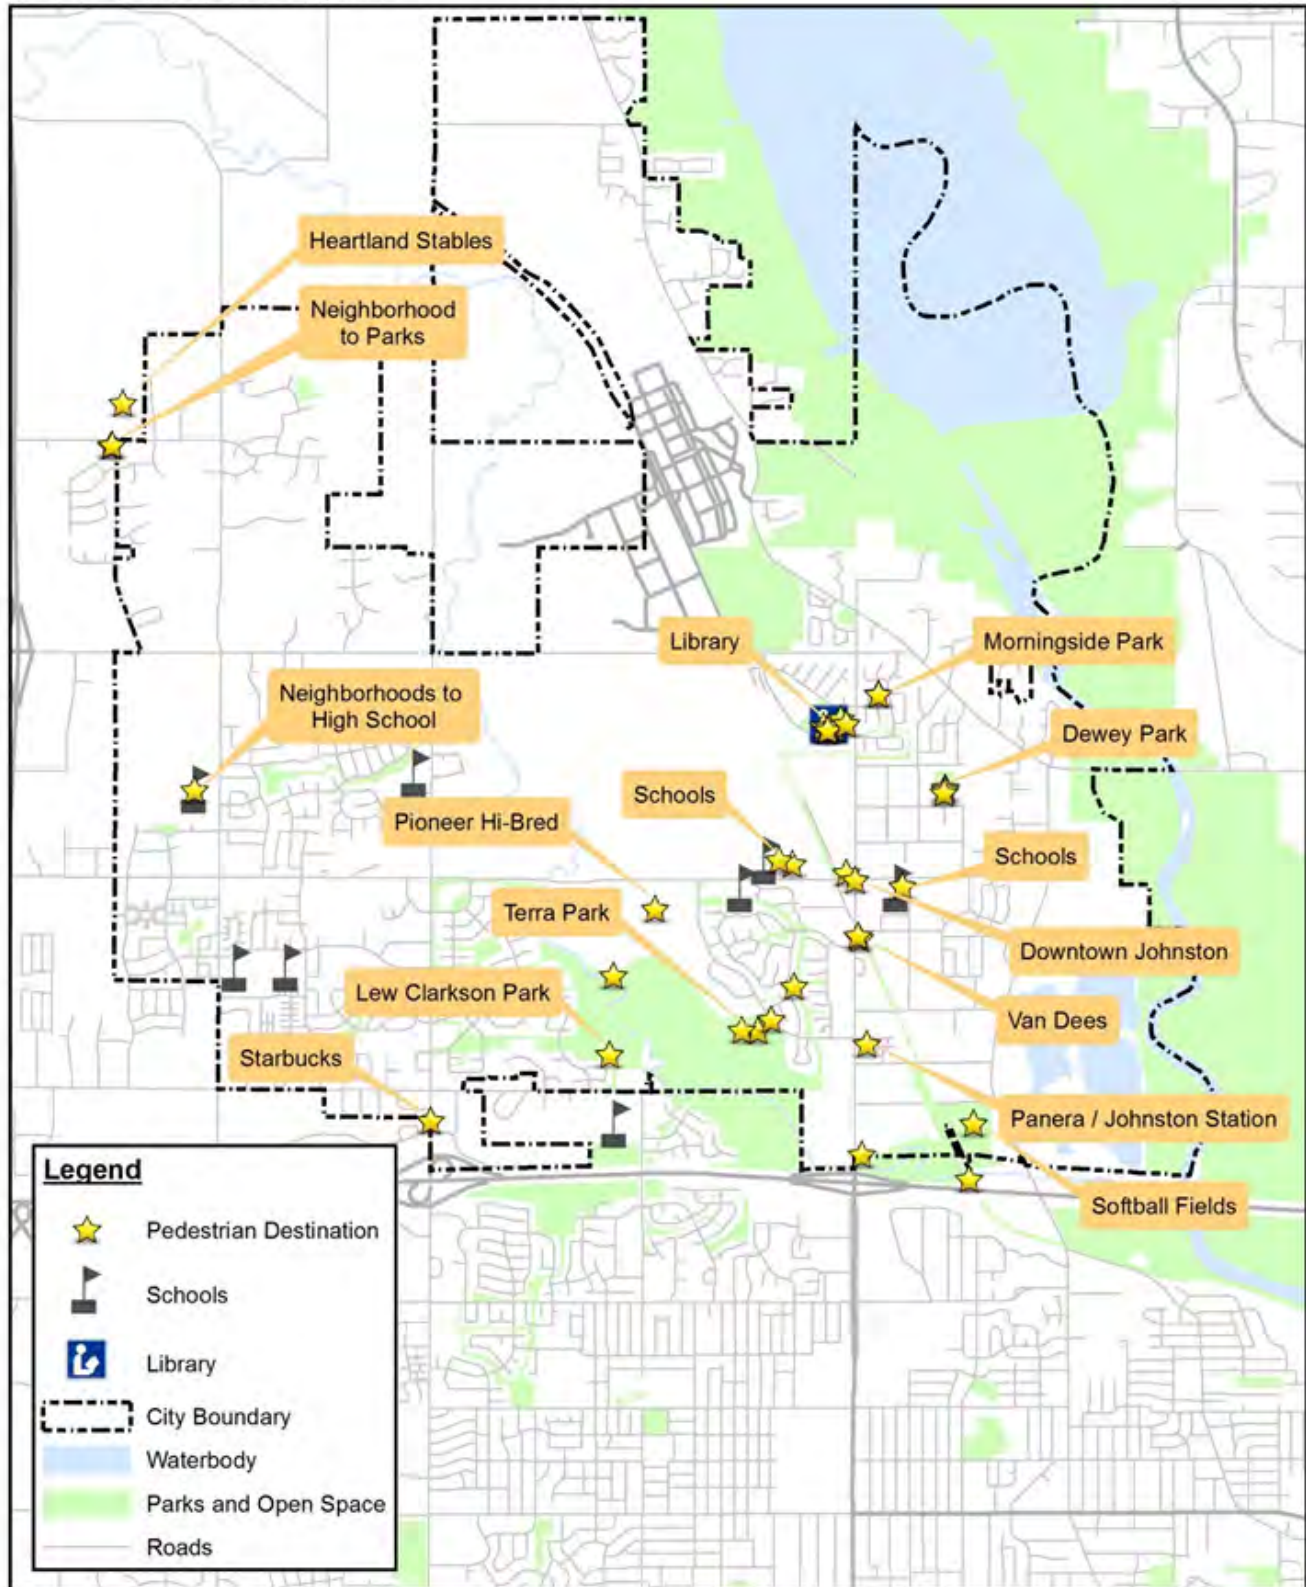 Heartland Stables
Neighborhood
to Parks
Library
Morningside Park
Neighborhoods to
High School
Dewey Park
Schools
Pioneer Hi-Bred
Schools
Terra Park
Downtown Johnston
Lew Clarkson Park
Van Dees
Starbucks
Panera / Johnston Station
Softball Fields
Legend
Pedestrian Destination
Schools
Library
City Boundary
Waterbody
Parks and Open Space
Roads